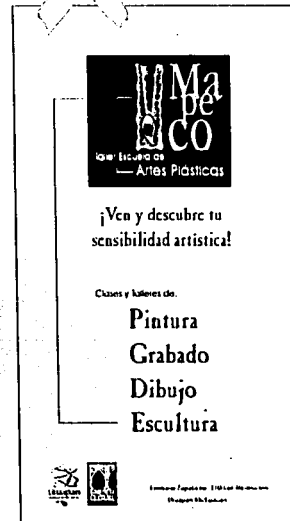 Ma
pe
CO
Taller Escuela de
Artes Plásticas
¡Ven y descubre tu
sensibilidad artística!
Clases y talleres de:
Pintura
Grabado
Dibujo
Escultura